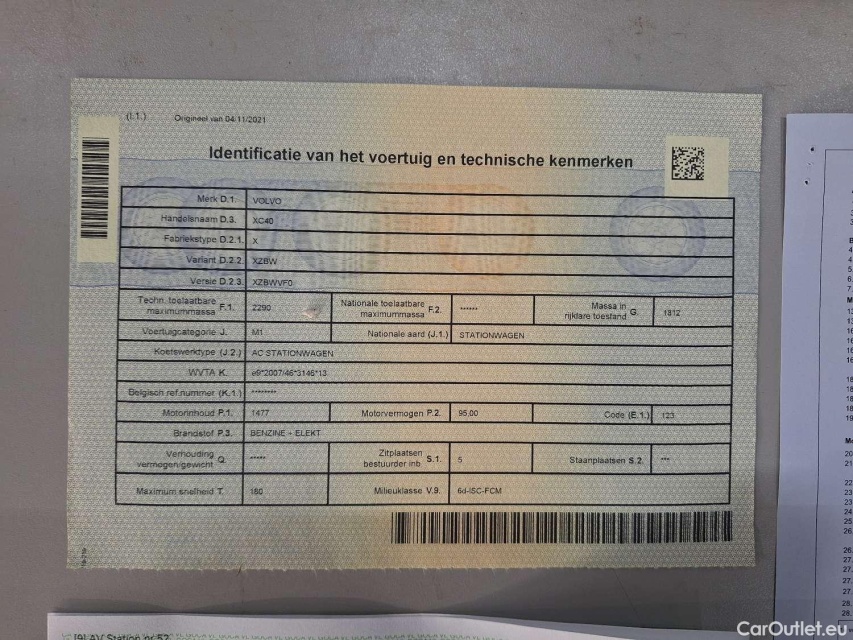 (I.1.) Origineel van 04/11/2021
Identificatie van het voertuig en technische kenmerken
Merk D.1. VOLVO
Handelsnaam D.3. XC40
Fabriekstype D.2.1. X
Variant D.2.2. XZBW
Versie D.2.3. XZBWVF0
Techn. toelaatbare maximummassa F.1. 2290 Nationale toelaatbare maximummassa F.2. ****** Massa in rijklare toestand G. 1812
Voertuigcategorie J. M1 Nationale aard (J.1.) STATIONWAGEN
Koetswerktype (J.2.) AC STATIONWAGEN
WVTA K. e9*2007/46*3146*13
Belgisch ref.nummer (K.1.) ********
Motorinhoud P.1. 1477 Motorvermogen P.2. 95.00 Code (E.1.) 123
Brandstof P.3. BENZINE + ELEKT
Verhouding vermogen/gewicht Q. ***** Zitplaatsen bestuurder inb. S.1. 5 Staanplaatsen S.2. ***
Maximum snelheid T. 180 Milieuklasse V.9. 6d-ISC-FCM
[9] AV Station nr 52
CarOutlet.eu